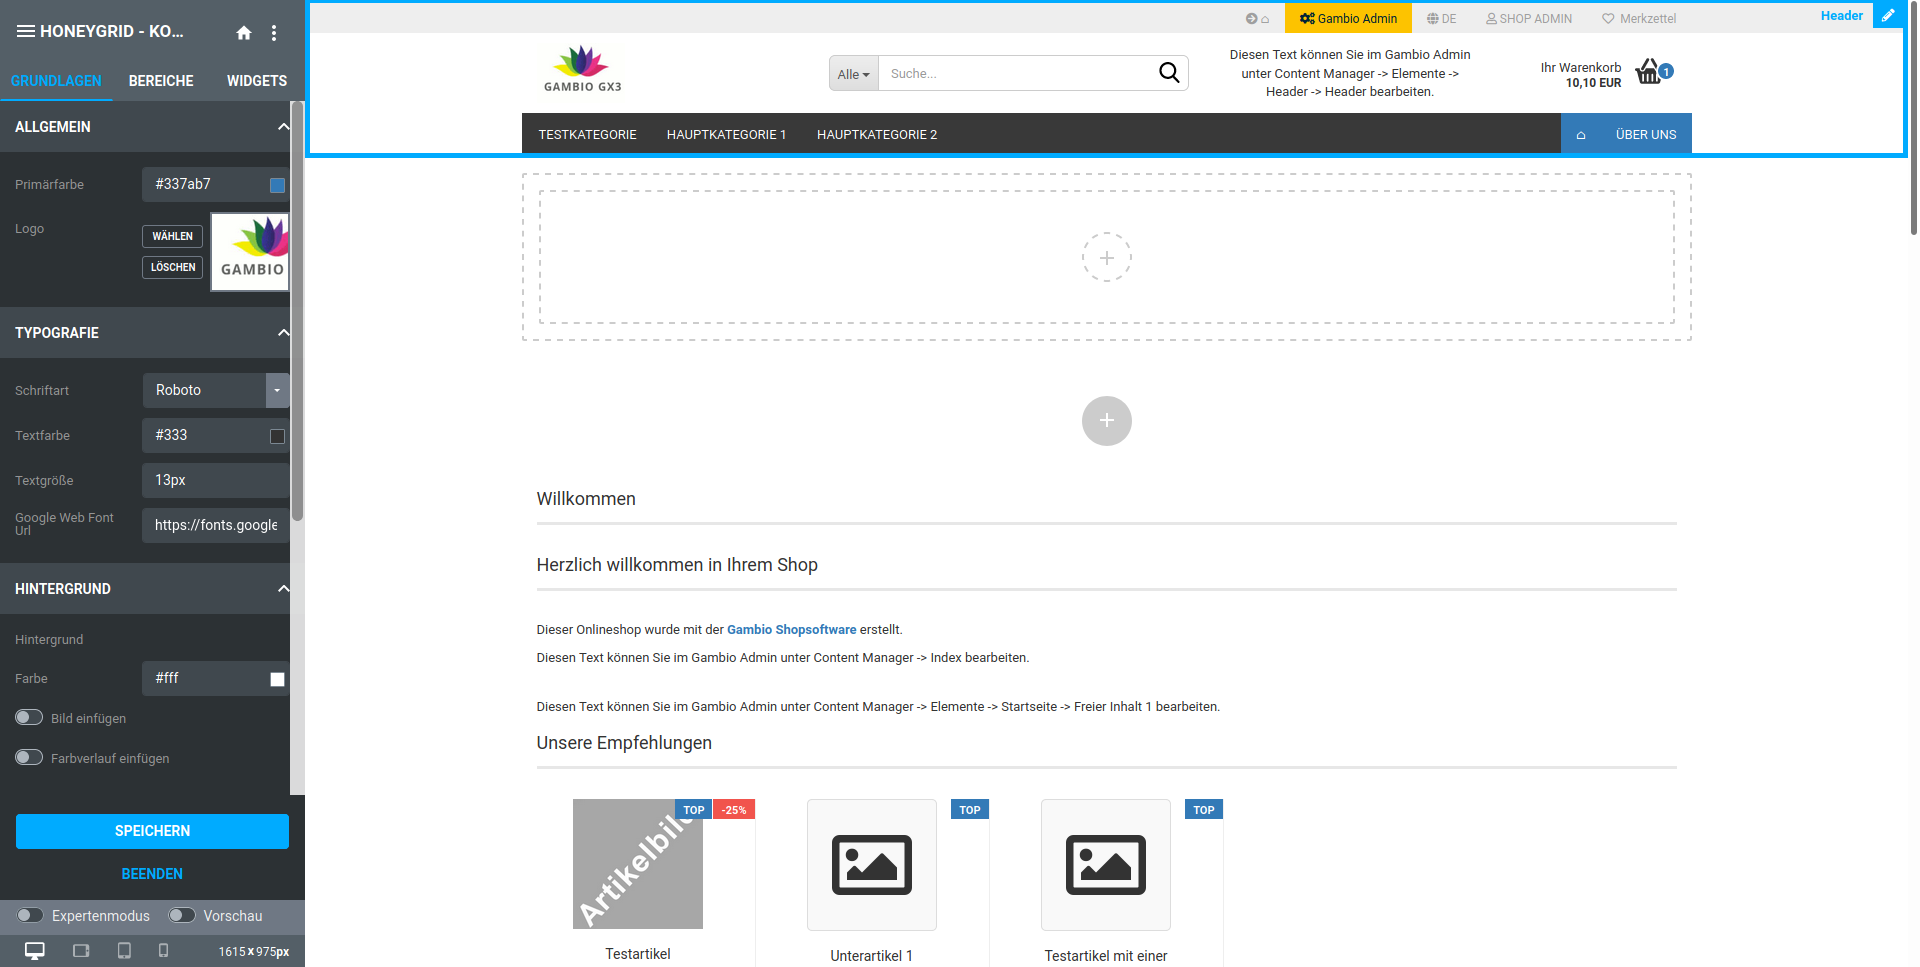 HONEYGRID - KO...
GRUNDLAGEN BEREICHE WIDGETS
ALLGEMEIN
Primärfarbe #337ab7
Logo WÄHLEN
LÖSCHEN
GAMBIO
TYPOGRAFIE
Schriftart Roboto
Textfarbe #333
Textgröße 13px
Google Web Font Url https://fonts.google
HINTERGRUND
Hintergrund
Farbe #fff
Bild einfügen
Farbverlauf einfügen
SPEICHERN
BEENDEN
Expertenmodus Vorschau
1615 x 975px
Gambio Admin DE SHOP ADMIN Merkzettel Header
GAMBIO GX3
Alle Suche...
Diesen Text können Sie im Gambio Admin
unter Content Manager -> Elemente ->
Header -> Header bearbeiten.
Ihr Warenkorb 1
10,10 EUR
TESTKATEGORIE HAUPTKATEGORIE 1 HAUPTKATEGORIE 2 ÜBER UNS
Willkommen
Herzlich willkommen in Ihrem Shop
Dieser Onlineshop wurde mit der Gambio Shopsoftware erstellt.
Diesen Text können Sie im Gambio Admin unter Content Manager -> Index bearbeiten.
Diesen Text können Sie im Gambio Admin unter Content Manager -> Elemente -> Startseite -> Freier Inhalt 1 bearbeiten.
Unsere Empfehlungen
TOP -25% TOP TOP
Artikelbild
Testartikel Unterartikel 1 Testartikel mit einer